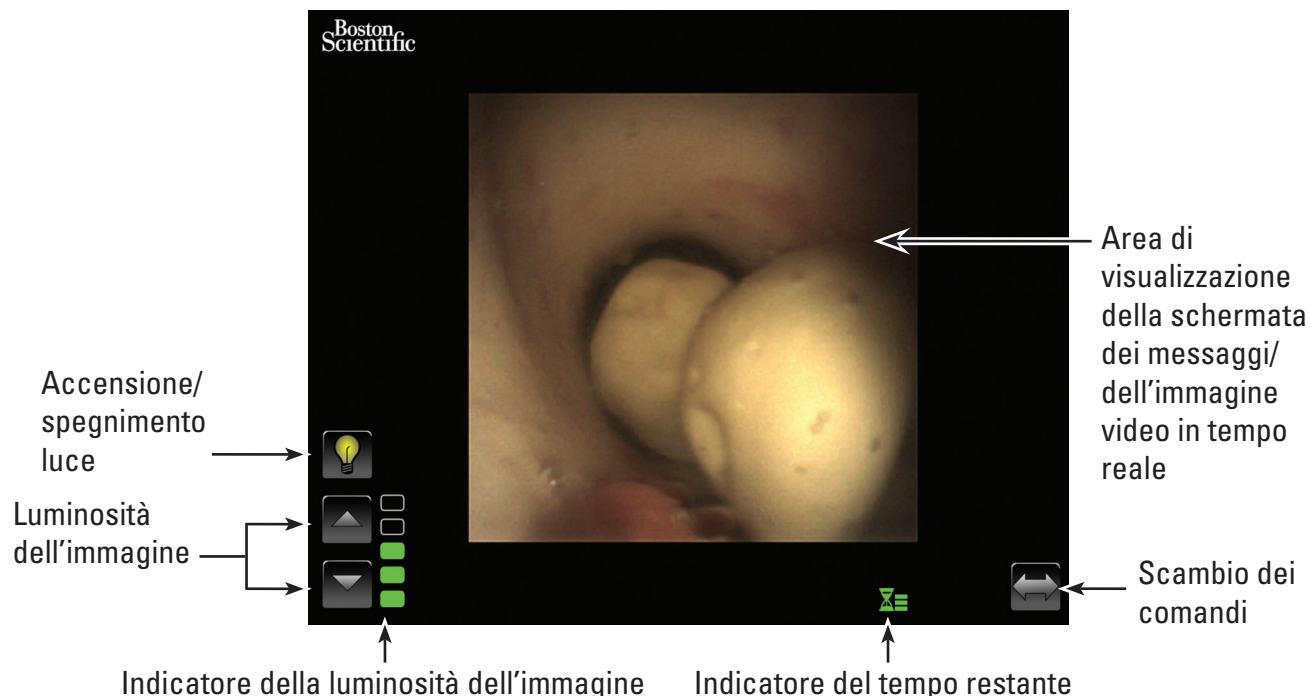 Boston
Scientific
Area di
visualizzazione
della schermata
dei messaggi/
dell’immagine
video in tempo
reale
Accensione/
spegnimento
luce
Luminosità
dell’immagine
Scambio dei
comandi
Indicatore della luminosità dell’immagine
Indicatore del tempo restante